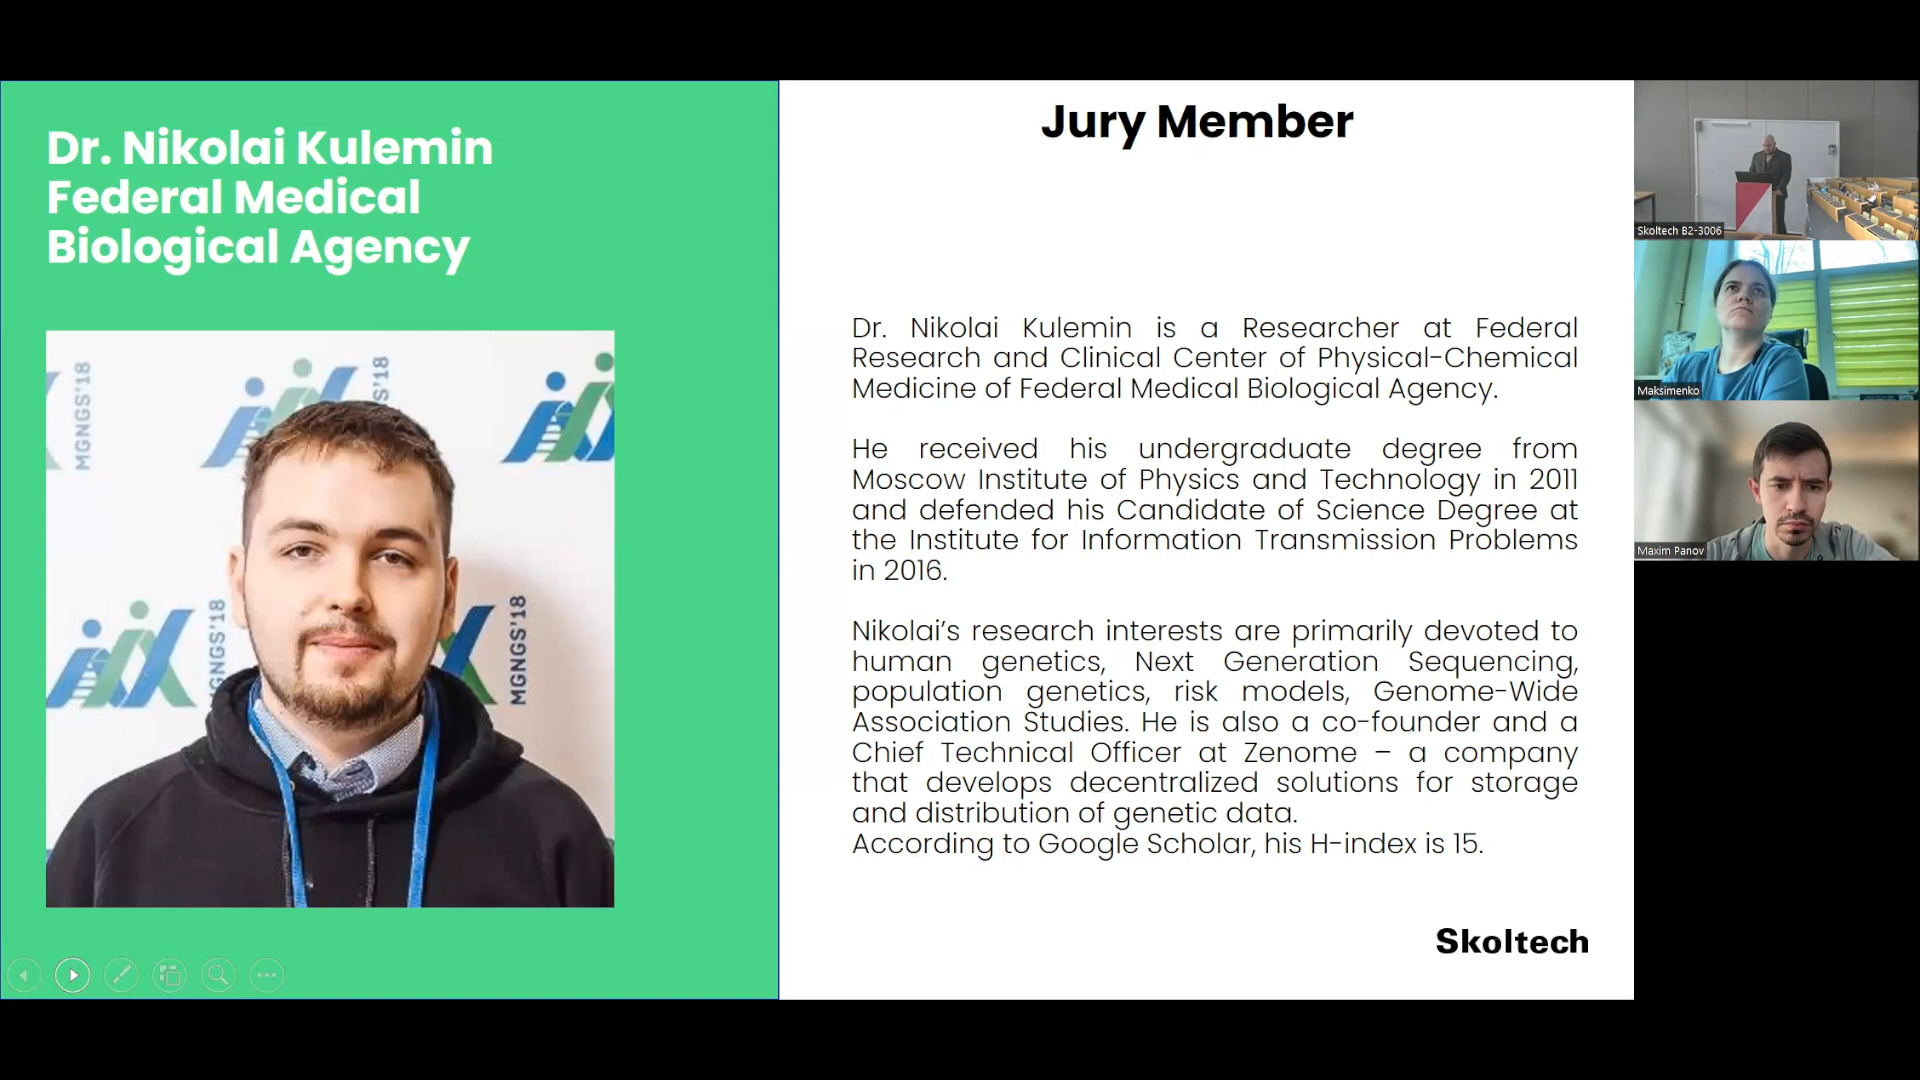 Dr. Nikolai Kulemin
Federal Medical
Biological Agency
MGNGS'18
MGNGS'18
MGNGS'18
MGNGS'18
Jury Member
Dr. Nikolai Kulemin is a Researcher at Federal
Research and Clinical Center of Physical-Chemical
Medicine of Federal Medical Biological Agency.
He received his undergraduate degree from
Moscow Institute of Physics and Technology in 2011
and defended his Candidate of Science Degree at
the Institute for Information Transmission Problems
in 2016.
Nikolai’s research interests are primarily devoted to
human genetics, Next Generation Sequencing,
population genetics, risk models, Genome-Wide
Association Studies. He is also a co-founder and a
Chief Technical Officer at Zenome – a company
that develops decentralized solutions for storage
and distribution of genetic data.
According to Google Scholar, his H-index is 15.
Skoltech
Skoltech B2-3006
Maksimenko
Maxim Panov